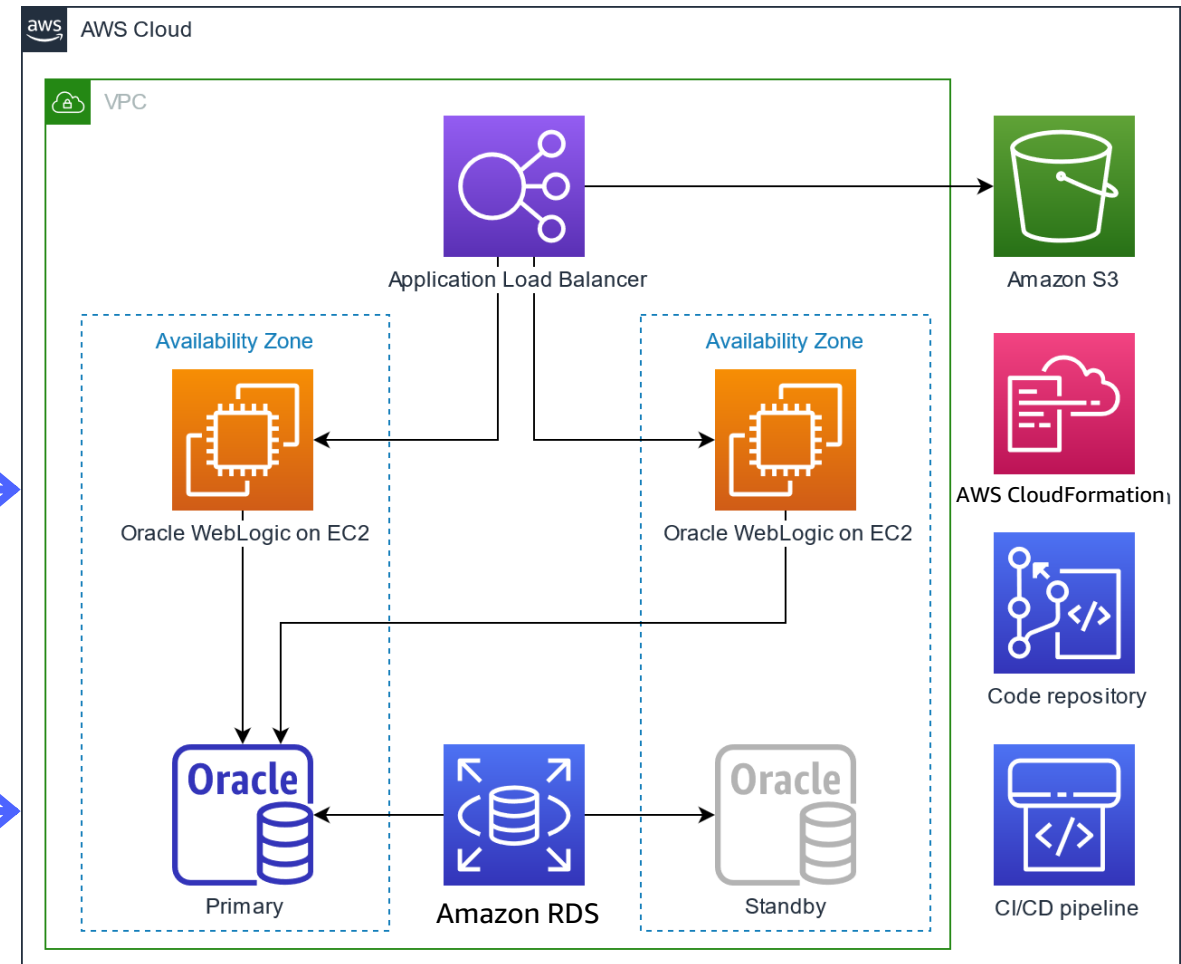 aws
AWS Cloud
VPC
Application Load Balancer
Amazon S3
Availability Zone
Availability Zone
AWS CloudFormation
Oracle WebLogic on EC2
Oracle WebLogic on EC2
Code repository
Oracle
Oracle
Primary
Amazon RDS
Standby
CI/CD pipeline